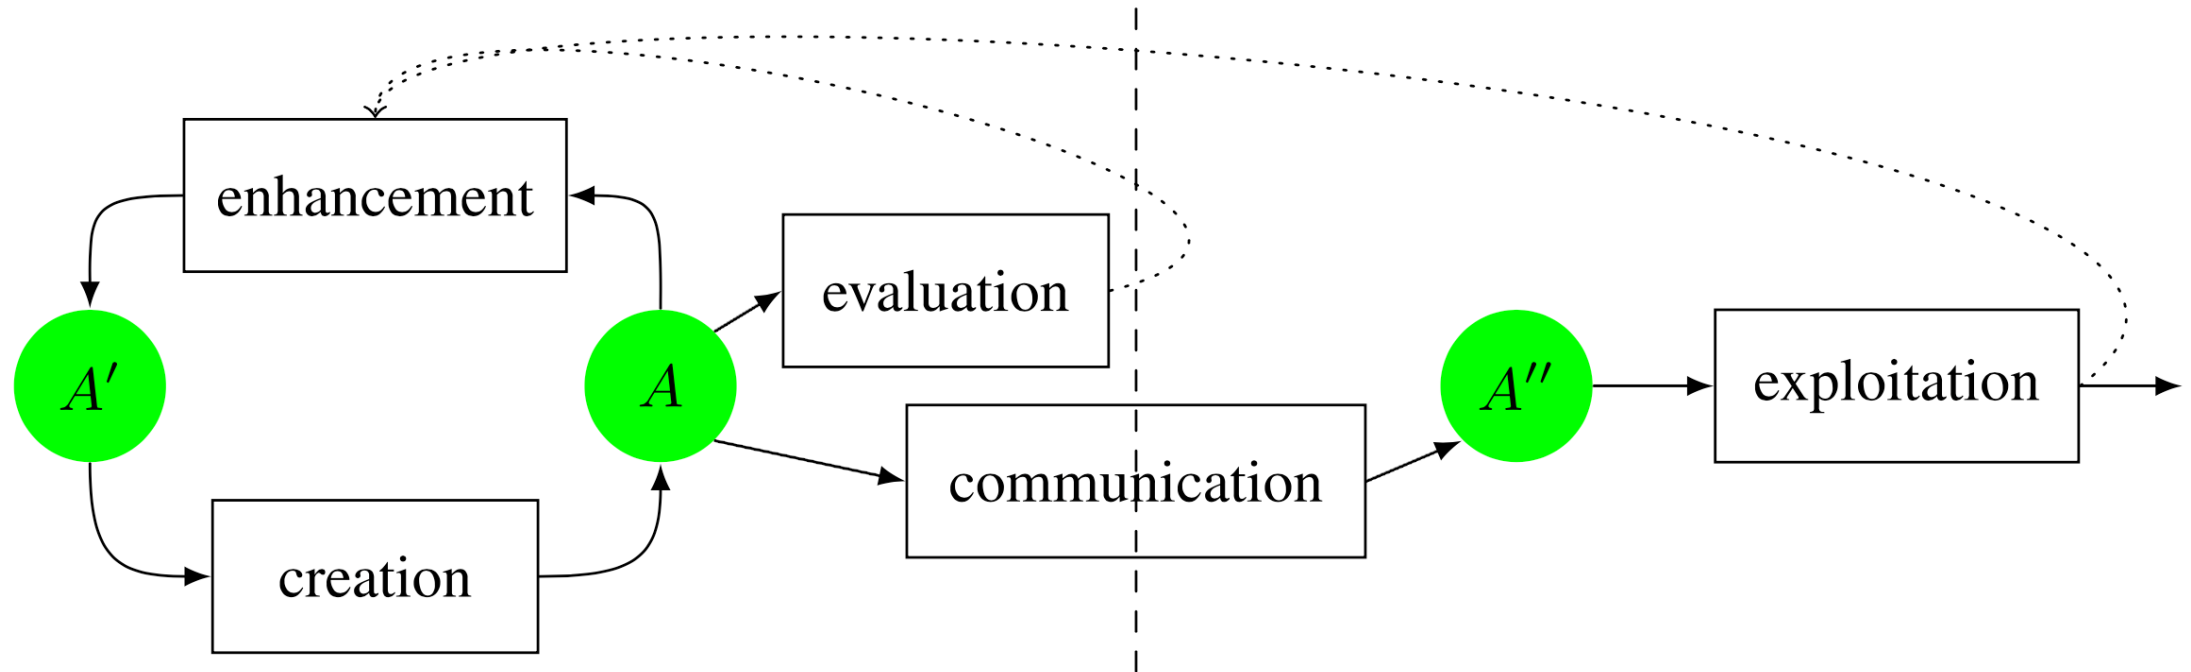 enhancement
evaluation
A′
A
A″
exploitation
communication
creation